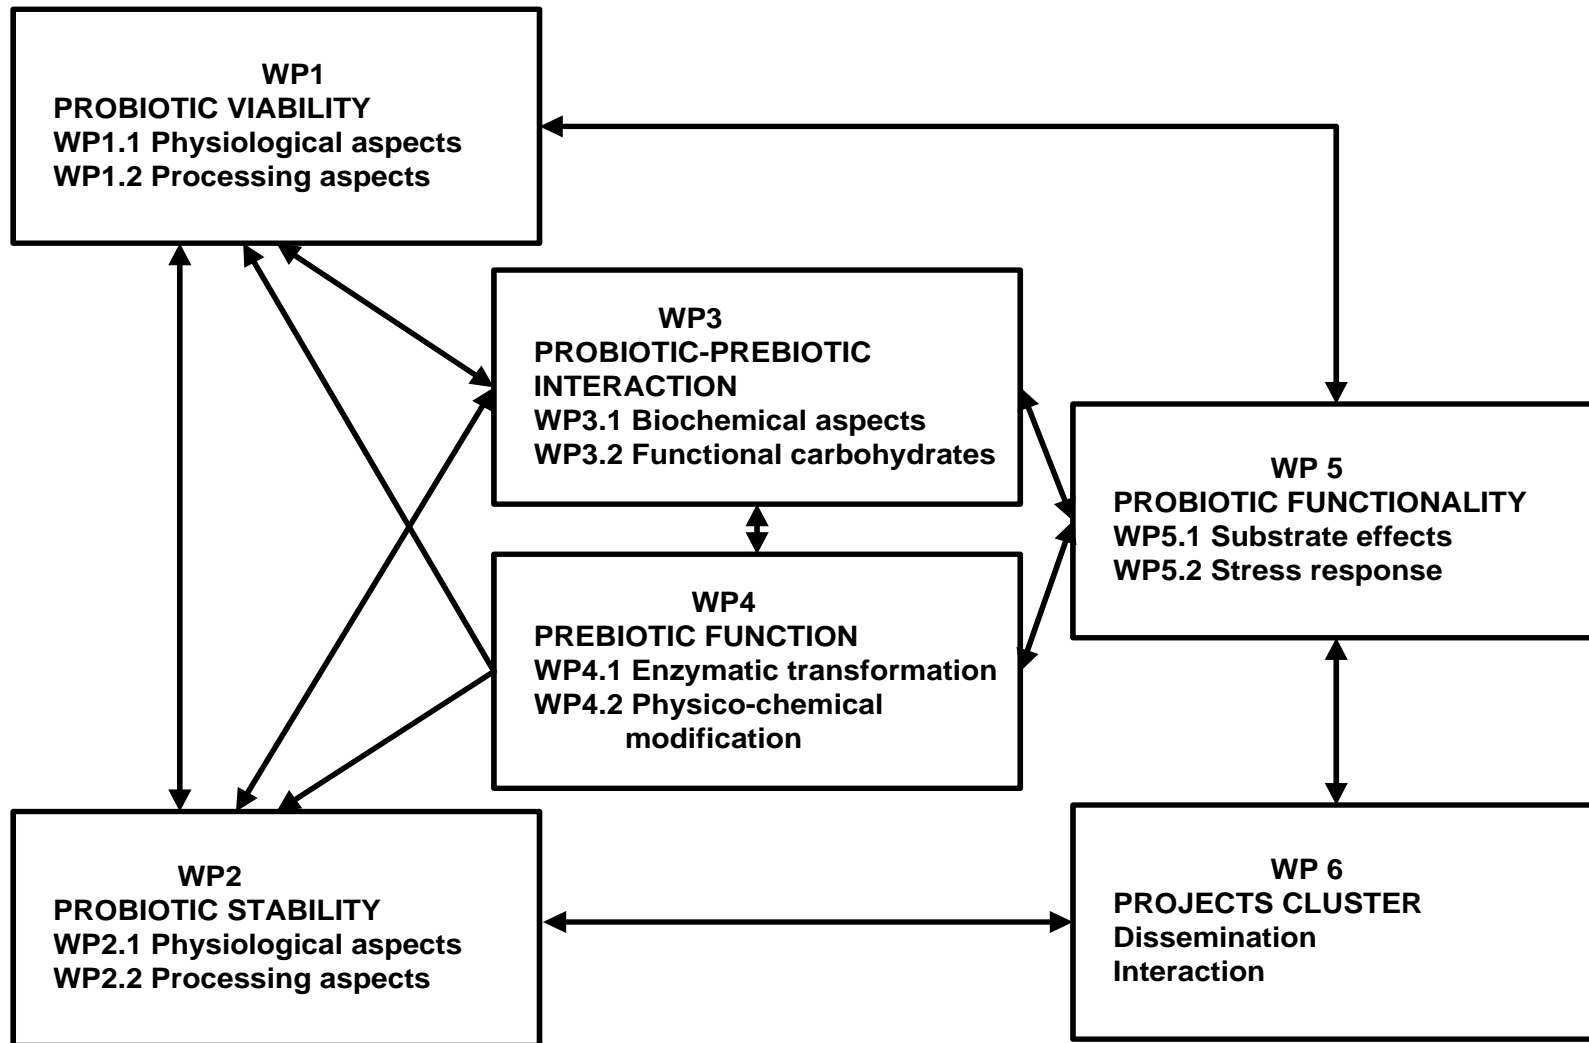 WP1
PROBIOTIC VIABILITY
WP1.1 Physiological aspects
WP1.2 Processing aspects
WP3
PROBIOTIC-PREBIOTIC
INTERACTION
WP3.1 Biochemical aspects
WP3.2 Functional carbohydrates
WP 5
PROBIOTIC FUNCTIONALITY
WP5.1 Substrate effects
WP5.2 Stress response
WP4
PREBIOTIC FUNCTION
WP4.1 Enzymatic transformation
WP4.2 Physico-chemical
modification
WP2
PROBIOTIC STABILITY
WP2.1 Physiological aspects
WP2.2 Processing aspects
WP 6
PROJECTS CLUSTER
Dissemination
Interaction